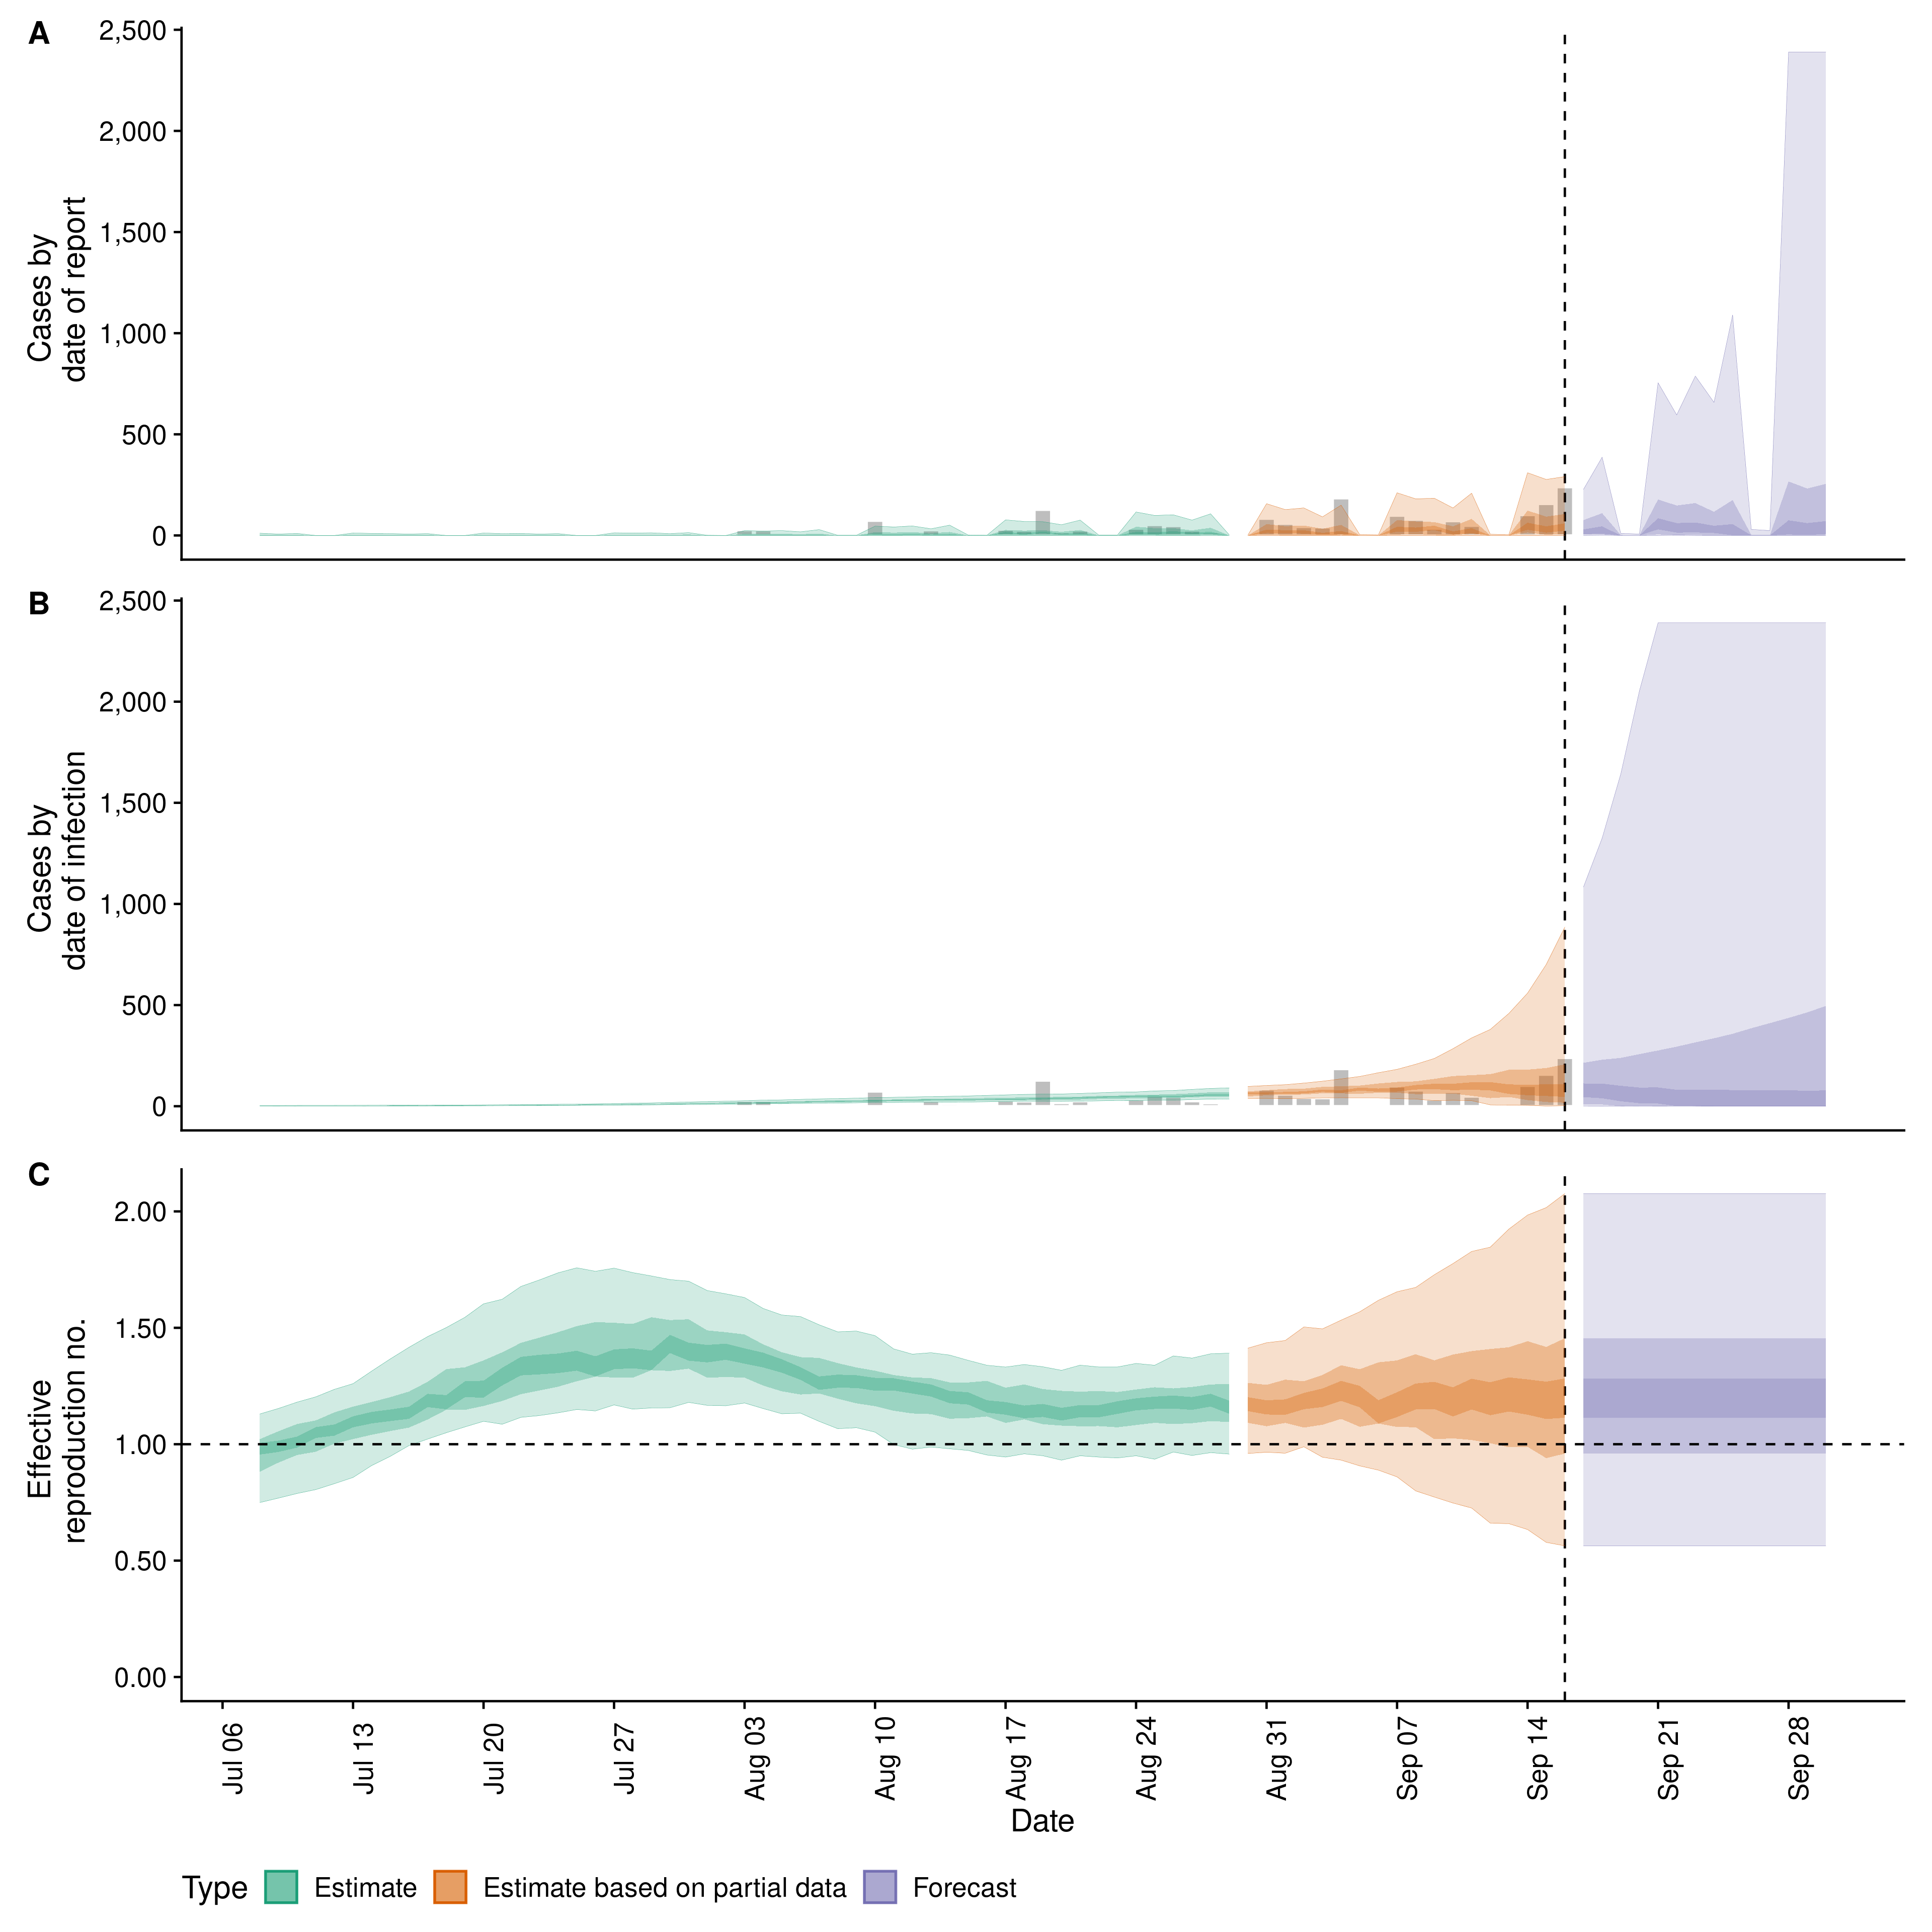 A
Cases by
date of report
2,500
2,000
1,500
1,000
500
0
B
Cases by
date of infection
2,500
2,000
1,500
1,000
500
0
C
Effective
reproduction no.
2.00
1.50
1.00
0.50
0.00
Jul 06
Jul 13
Jul 20
Jul 27
Aug 03
Aug 10
Aug 17
Aug 24
Aug 31
Sep 07
Sep 14
Sep 21
Sep 28
Date
Type
Estimate
Estimate based on partial data
Forecast